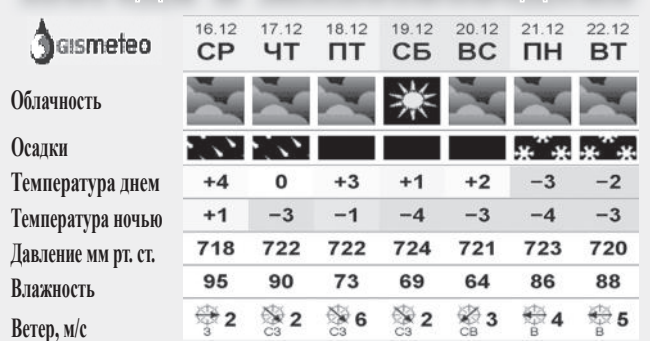 16.12 17.12 18.12 19.12 20.12 21.12 22.12
GISMETEO СР ЧТ ПТ СБ ВС ПН ВТ
Облачность
Осадки
Температура днем +4 0 +3 +1 +2 −3 −2
Температура ночью +1 −3 −1 −4 −3 −4 −3
Давление мм рт. ст. 718 722 722 724 721 723 720
Влажность 95 90 73 69 64 86 88
Ветер, м/с 2 2 6 2 3 4 5
З СЗ СЗ СЗ СВ В В